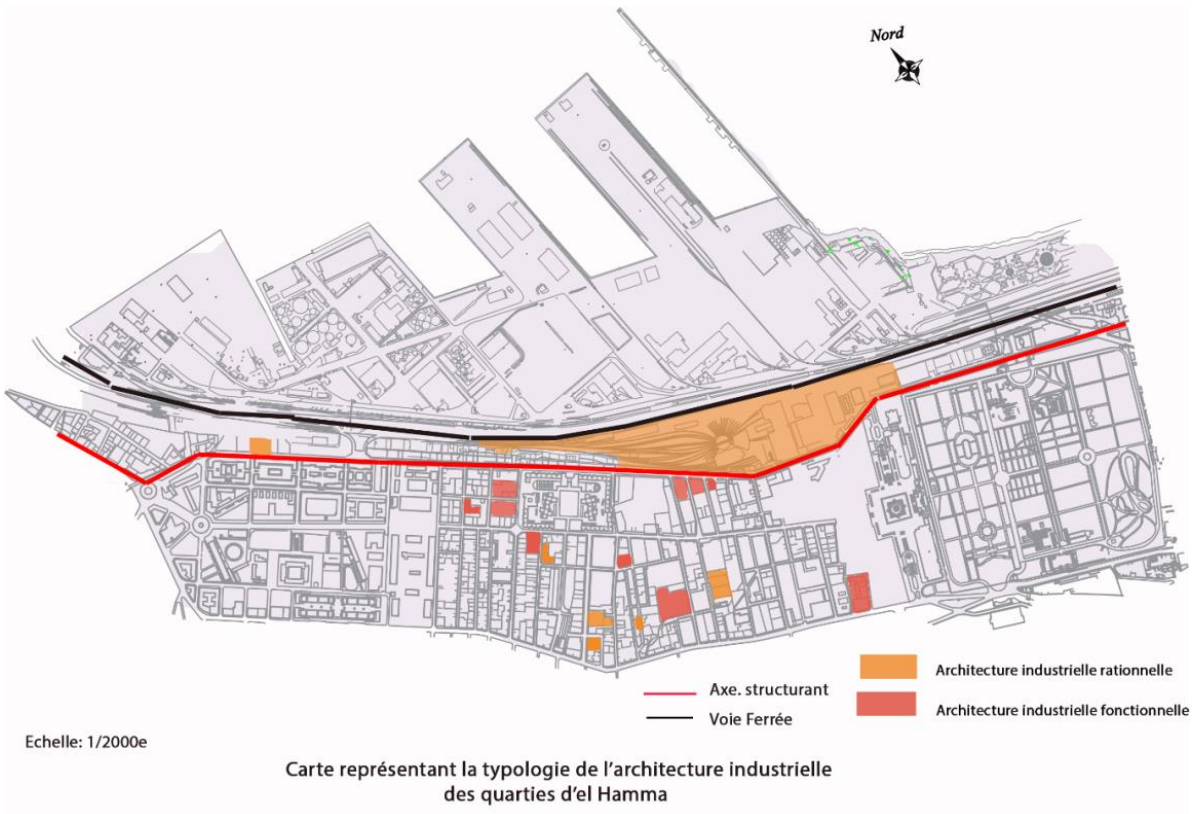 Nord
Axe. structurant
Voie Ferrée
Architecture industrielle rationnelle
Architecture industrielle fonctionnelle
Echelle: 1/2000e
Carte représentant la typologie de l'architecture industrielle
des quarties d'el Hamma